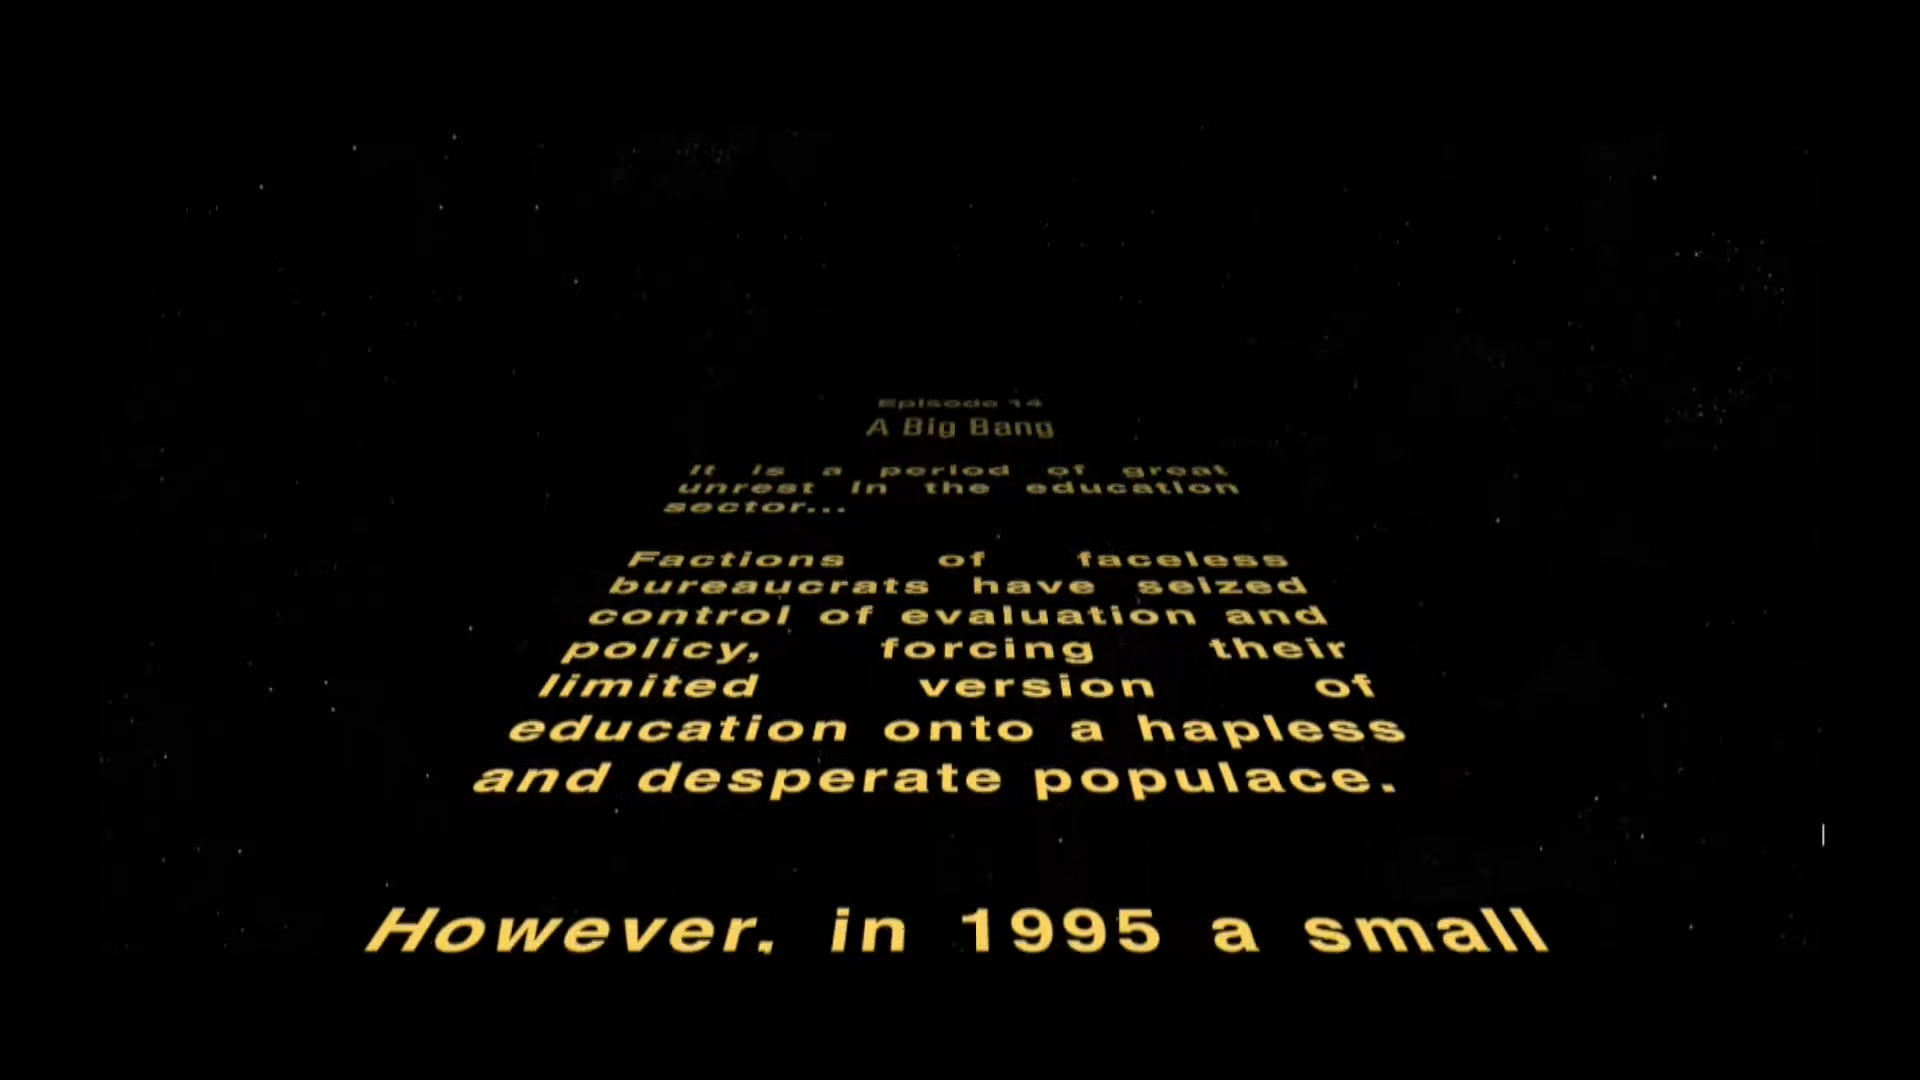 Episode 14
A Big Bang
It is a period of great
unrest in the education
sector...
Factions of faceless
bureaucrats have seized
control of evaluation and
policy, forcing their
limited version of
education onto a hapless
and desperate populace.
However, in 1995 a small